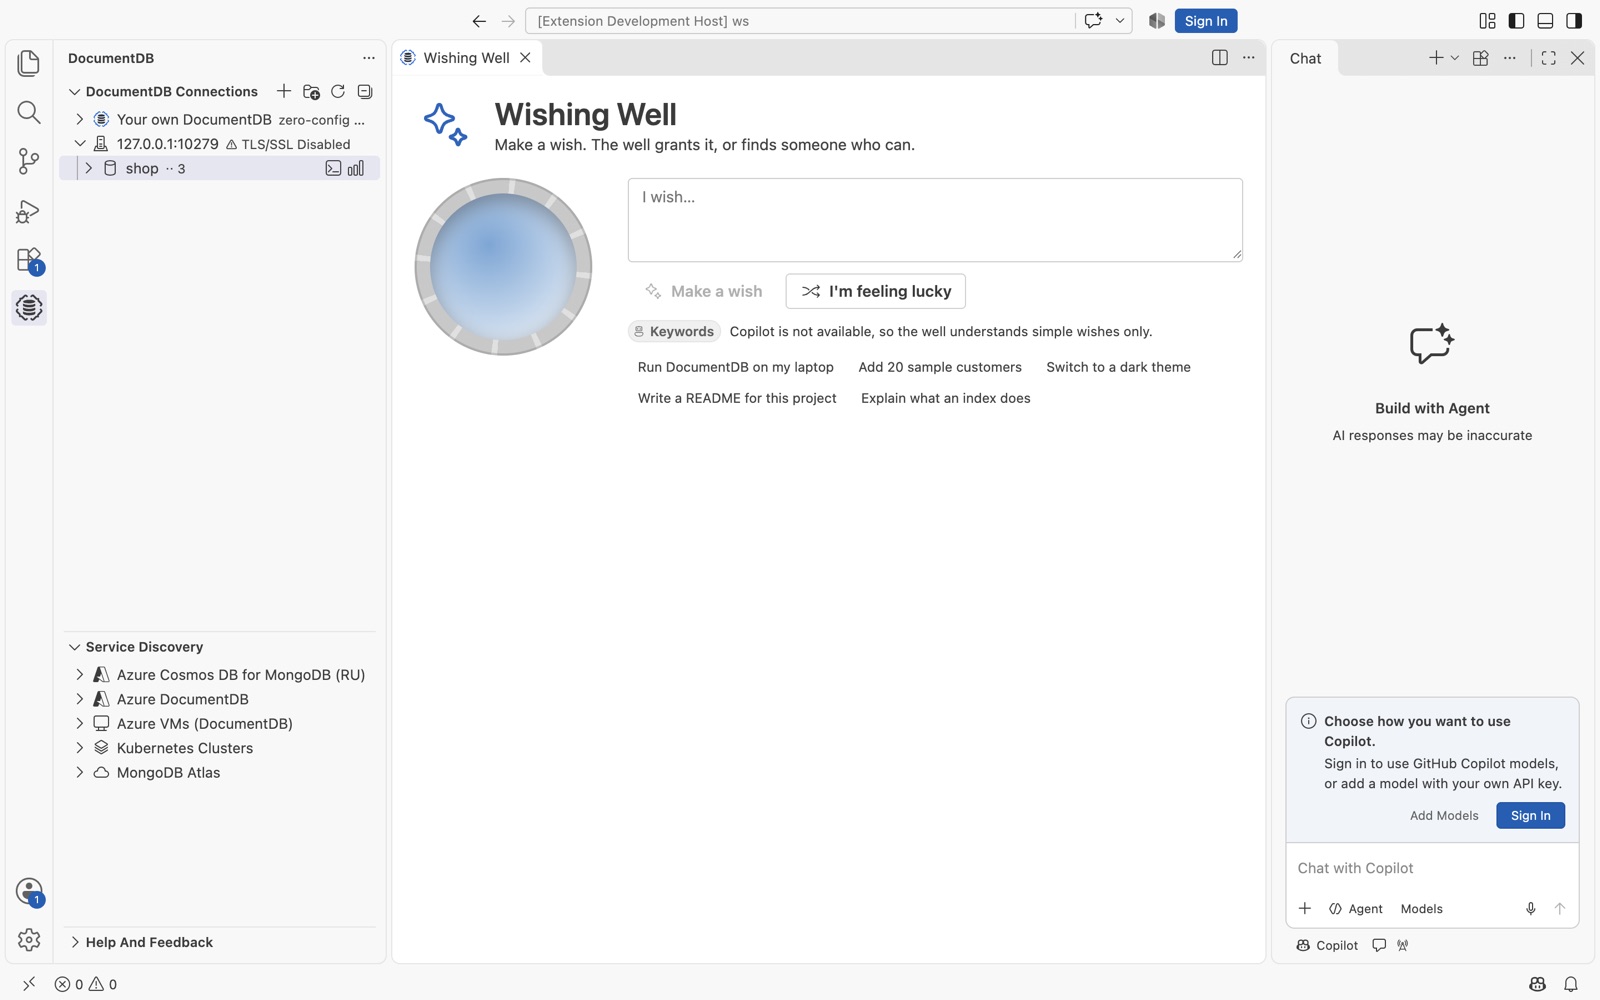 [Extension Development Host] ws
Sign In
DocumentDB
DocumentDB Connections
Your own DocumentDB zero-config ...
127.0.0.1:10279 TLS/SSL Disabled
shop ·· 3
Service Discovery
Azure Cosmos DB for MongoDB (RU)
Azure DocumentDB
Azure VMs (DocumentDB)
Kubernetes Clusters
MongoDB Atlas
Help And Feedback
1
1
0 0
Wishing Well
Wishing Well
Make a wish. The well grants it, or finds someone who can.
I wish...
Make a wish I'm feeling lucky
Keywords Copilot is not available, so the well understands simple wishes only.
Run DocumentDB on my laptop Add 20 sample customers Switch to a dark theme
Write a README for this project Explain what an index does
Chat
Build with Agent
AI responses may be inaccurate
Choose how you want to use
Copilot.
Sign in to use GitHub Copilot models,
or add a model with your own API key.
Add Models Sign In
Chat with Copilot
Agent Models
Copilot